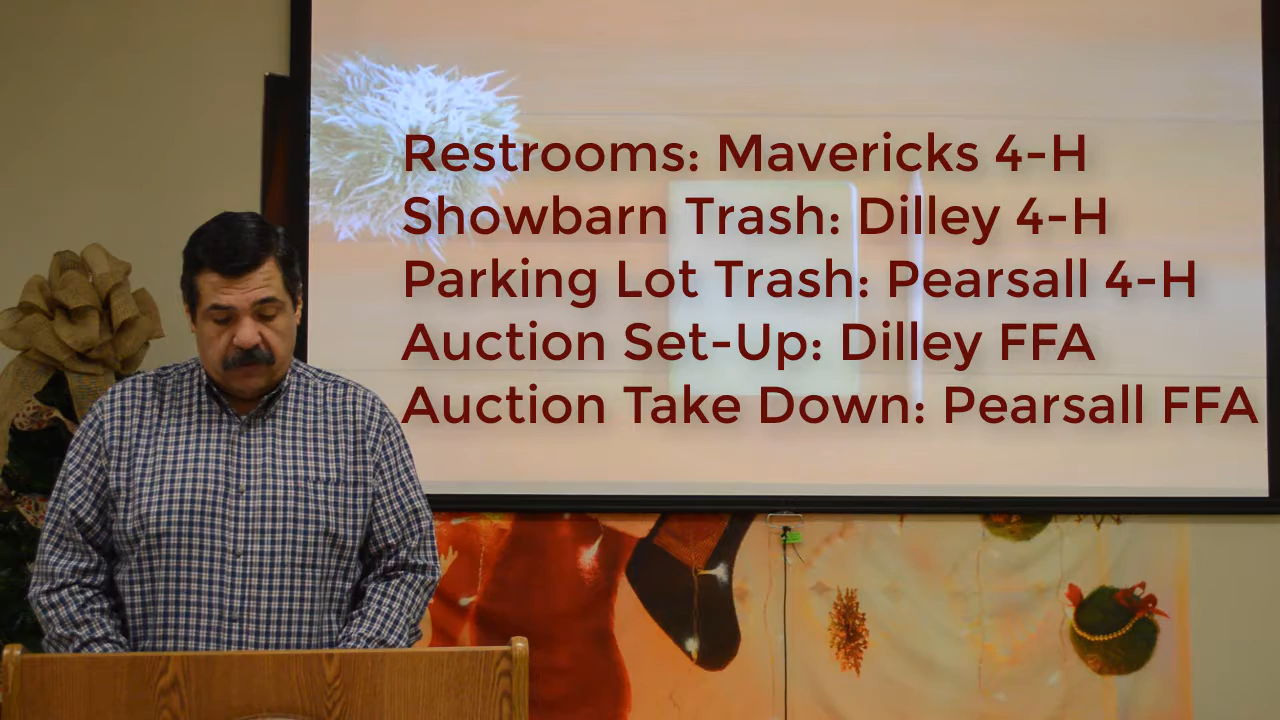 Restrooms: Mavericks 4-H
Showbarn Trash: Dilley 4-H
Parking Lot Trash: Pearsall 4-H
Auction Set-Up: Dilley FFA
Auction Take Down: Pearsall FFA